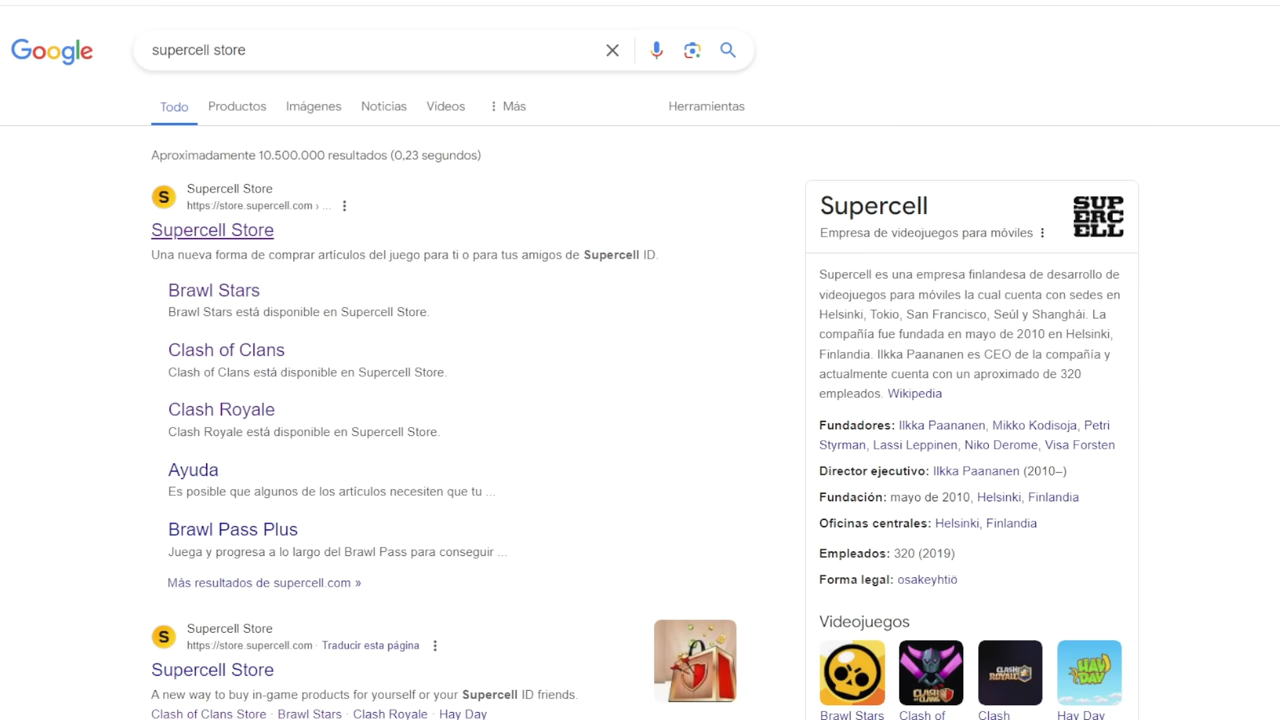 Google
supercell store
Todo Productos Imágenes Noticias Vídeos Más Herramientas
Aproximadamente 10.500.000 resultados (0,23 segundos)
S Supercell Store
https://store.supercell.com › ...
Supercell Store
Una nueva forma de comprar artículos del juego para ti o para tus amigos de Supercell ID.
Brawl Stars
Brawl Stars está disponible en Supercell Store.
Clash of Clans
Clash of Clans está disponible en Supercell Store.
Clash Royale
Clash Royale está disponible en Supercell Store.
Ayuda
Es posible que algunos de los artículos necesiten que tu ...
Brawl Pass Plus
Juega y progresa a lo largo del Brawl Pass para conseguir ...
Más resultados de supercell.com »
S Supercell Store
https://store.supercell.com · Traducir esta página
Supercell Store
A new way to buy in-game products for yourself or your Supercell ID friends.
Clash of Clans Store · Brawl Stars · Clash Royale · Hay Day
Supercell
SUP
ERC
ELL
Empresa de videojuegos para móviles
Supercell es una empresa finlandesa de desarrollo de
videojuegos para móviles la cual cuenta con sedes en
Helsinki, Tokio, San Francisco, Seúl y Shanghái. La
compañía fue fundada en mayo de 2010 en Helsinki,
Finlandia. Ilkka Paananen es CEO de la compañía y
actualmente cuenta con un aproximado de 320
empleados. Wikipedia
Fundadores: Ilkka Paananen, Mikko Kodisoja, Petri
Styrman, Lassi Leppinen, Niko Derome, Visa Forsten
Director ejecutivo: Ilkka Paananen (2010–)
Fundación: mayo de 2010, Helsinki, Finlandia
Oficinas centrales: Helsinki, Finlandia
Empleados: 320 (2019)
Forma legal: osakeyhtiö
Videojuegos
CLASH OF CLANS
CLASH ROYALE
HAY DAY
Brawl Stars Clash of Clash Hay Day